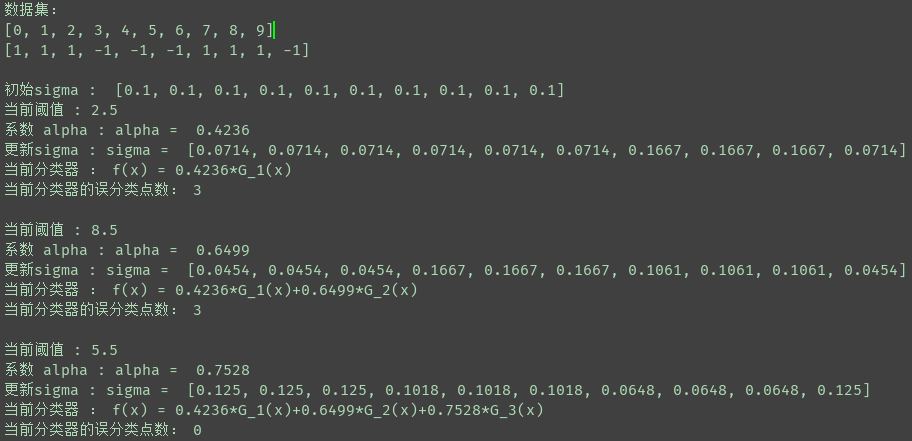 数据集:
[0, 1, 2, 3, 4, 5, 6, 7, 8, 9]
[1, 1, 1, -1, -1, -1, 1, 1, 1, -1]
初始sigma :  [0.1, 0.1, 0.1, 0.1, 0.1, 0.1, 0.1, 0.1, 0.1, 0.1]
当前阈值 : 2.5
系数 alpha : alpha =  0.4236
更新sigma : sigma =  [0.0714, 0.0714, 0.0714, 0.0714, 0.0714, 0.0714, 0.1667, 0.1667, 0.1667, 0.0714]
当前分类器 : f(x) = 0.4236*G_1(x)
当前分类器的误分类点数: 3
当前阈值 : 8.5
系数 alpha : alpha =  0.6499
更新sigma : sigma =  [0.0454, 0.0454, 0.0454, 0.1667, 0.1667, 0.1667, 0.1061, 0.1061, 0.1061, 0.0454]
当前分类器 : f(x) = 0.4236*G_1(x)+0.6499*G_2(x)
当前分类器的误分类点数: 3
当前阈值 : 5.5
系数 alpha : alpha =  0.7528
更新sigma : sigma =  [0.125, 0.125, 0.125, 0.1018, 0.1018, 0.1018, 0.0648, 0.0648, 0.0648, 0.125]
当前分类器 : f(x) = 0.4236*G_1(x)+0.6499*G_2(x)+0.7528*G_3(x)
当前分类器的误分类点数: 0